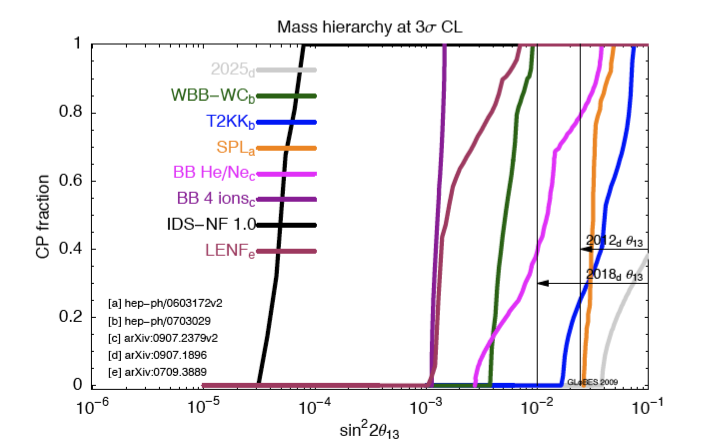 Mass hierarchy at 3σ CL
1
0.8
0.6
0.4
0.2
0
CP fraction
2025d
WBB−WCb
T2KKb
SPLa
BB He/Nec
BB 4 ionsc
IDS−NF 1.0
LENFe
2012d θ13
2018d θ13
[a] hep−ph/0603172v2
[b] hep−ph/0703029
[c] arXiv:0907.2379v2
[d] arXiv:0907.1896
[e] arXiv:0709.3889
GLoBES 2009
10−6 10−5 10−4 10−3 10−2 10−1
sin22θ13